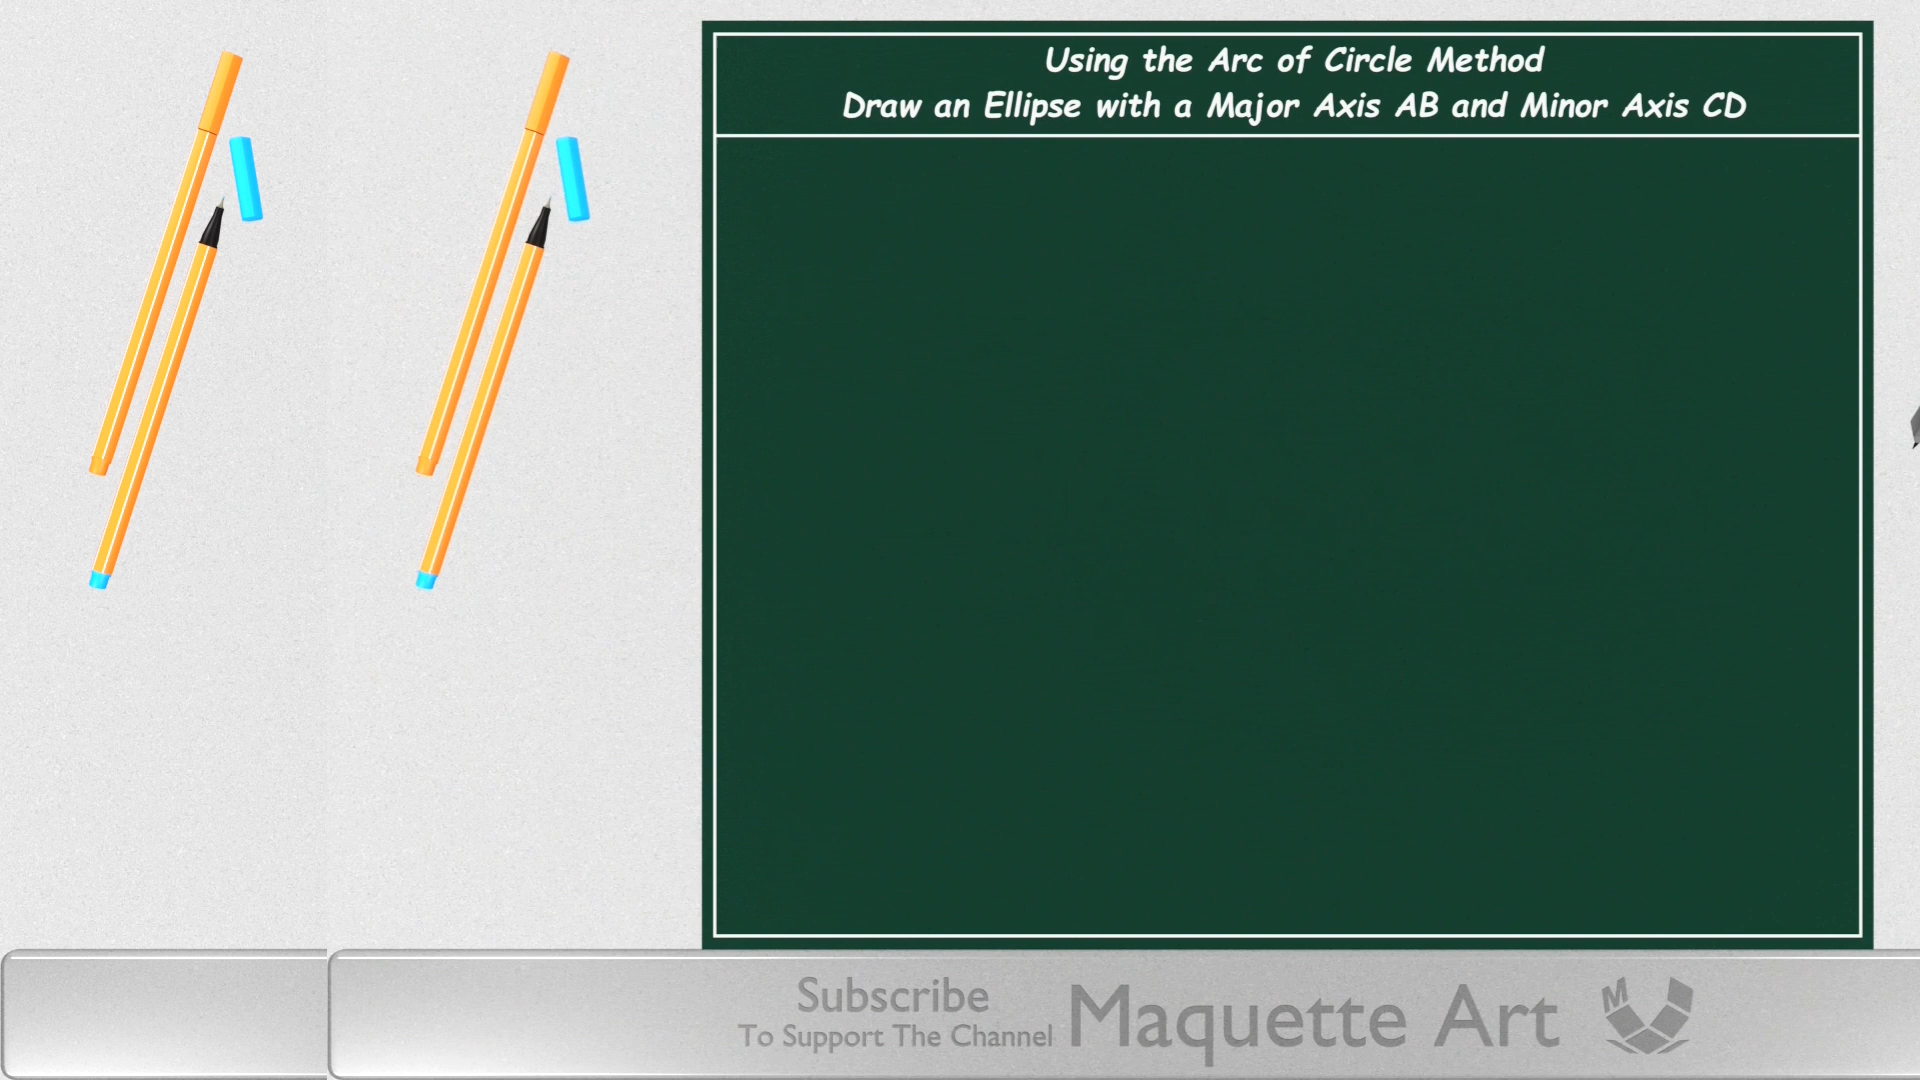 Using the Arc of Circle Method
Draw an Ellipse with a Major Axis AB and Minor Axis CD
Subscribe
To Support The Channel
Maquette Art
M